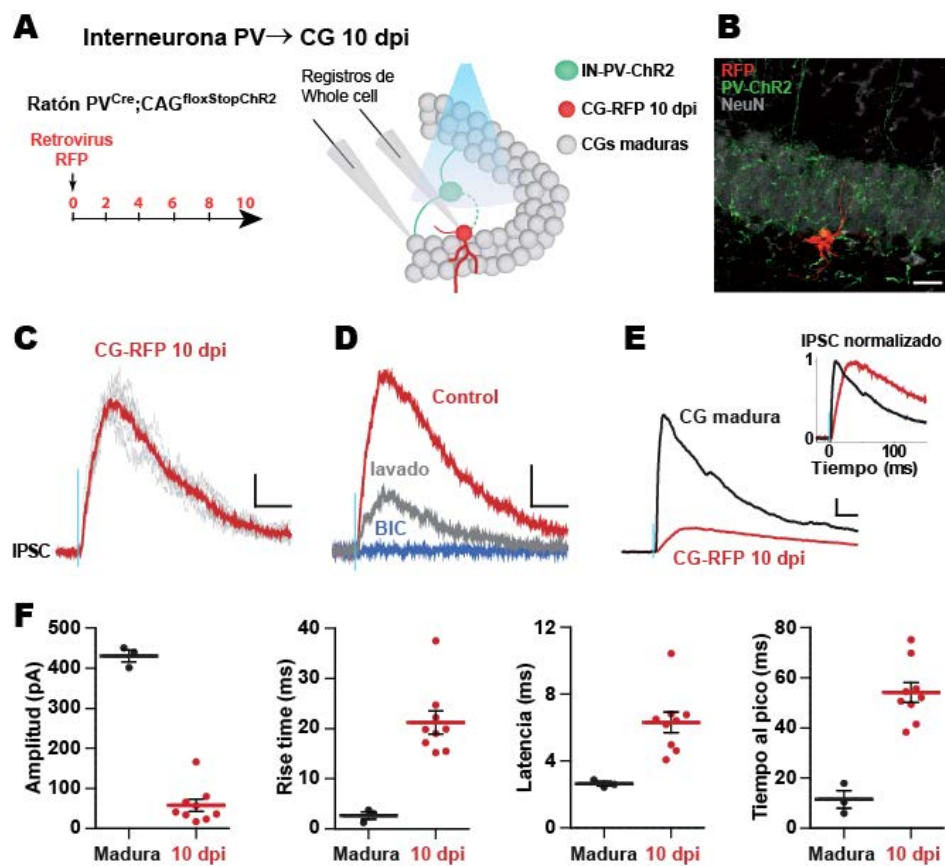 A
Interneurona PV→ CG 10 dpi
Ratón PV^Cre;CAG^floxStopChR2
Retrovirus
RFP
0 2 4 6 8 10
Registros de
Whole cell
IN-PV-ChR2
CG-RFP 10 dpi
CGs maduras
B
RFP
PV-ChR2
NeuN
C
CG-RFP 10 dpi
IPSC
D
Control
lavado
BIC
E
CG madura
CG-RFP 10 dpi
IPSC normalizado
1
0
0 100
Tiempo (ms)
F
Amplitud (pA)
500
400
300
200
100
0
Madura 10 dpi
Rise time (ms)
40
30
20
10
0
Madura 10 dpi
Latencia (ms)
12
9
6
3
0
Madura 10 dpi
Tiempo al pico (ms)
80
60
40
20
0
Madura 10 dpi